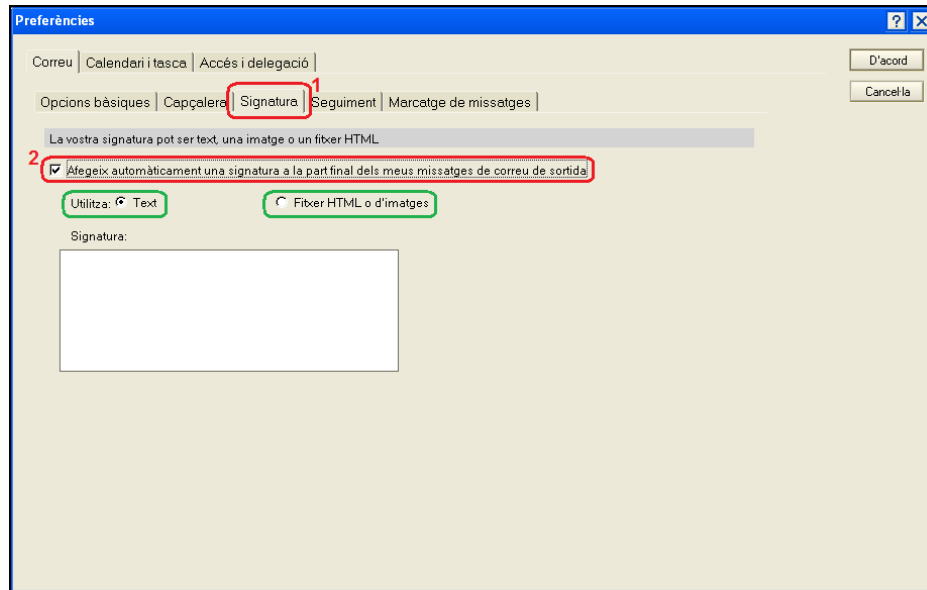 Preferències
Correu Calendari i tasca Accés i delegació
D'acord
Cancel·la
1
Opcions bàsiques Capçalera Signatura Seguiment Marcatge de missatges
La vostra signatura pot ser text, una imatge o un fitxer HTML
2
Afegeix automàticament una signatura a la part final dels meus missatges de correu de sortida
Utilitza: Text Fitxer HTML o d'imatges
Signatura: